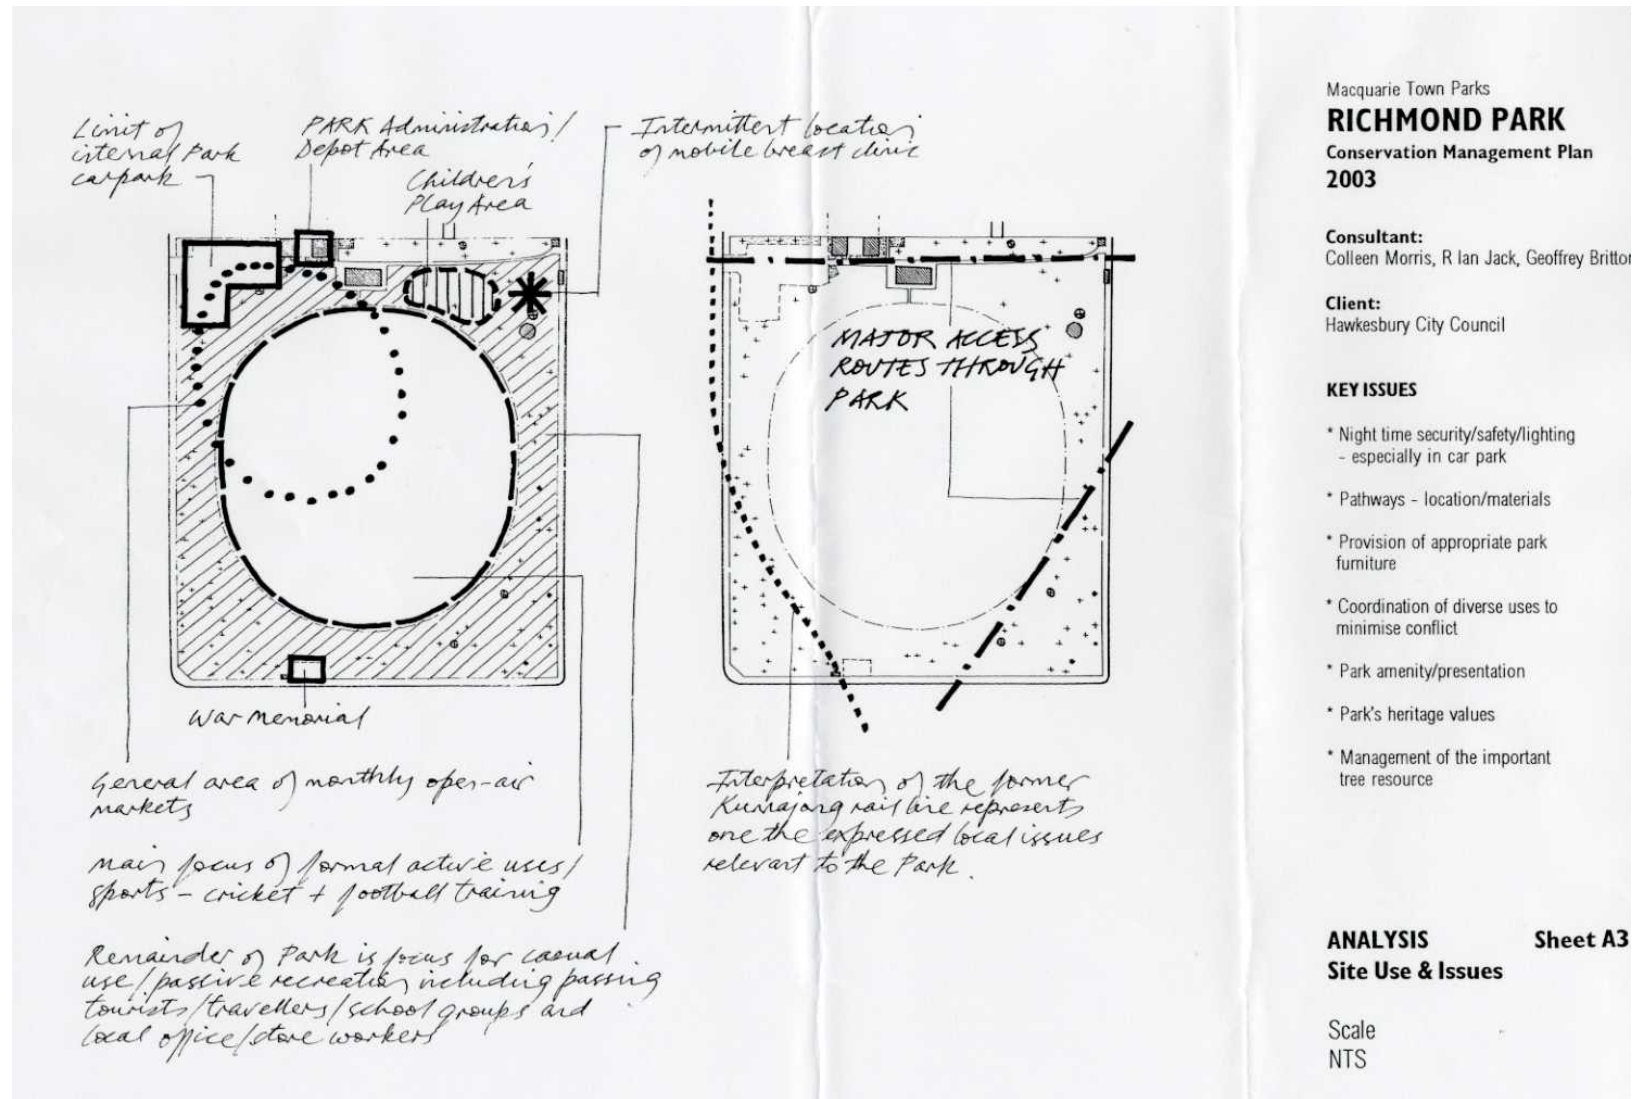 Limit of
internal Park
carpark
PARK Administration/
Depot Area
Children's
Play Area
Intermittent location
of mobile breast clinic
War Memorial
General area of monthly open-air
markets
Main focus of formal active uses/
sports - cricket + football training
Remainder of Park is focus for casual
use/passive recreation including passing
tourists/travellers/school groups and
local office/store workers
MAJOR ACCESS
ROUTES THROUGH
PARK
Interpretation of the former
Kurrajong rail line represents
one the expressed local issues
relevant to the Park.
Macquarie Town Parks
RICHMOND PARK
Conservation Management Plan
2003
Consultant:
Colleen Morris, R Ian Jack, Geoffrey Britton
Client:
Hawkesbury City Council
KEY ISSUES
* Night time security/safety/lighting
- especially in car park
* Pathways - location/materials
* Provision of appropriate park
furniture
* Coordination of diverse uses to
minimise conflict
* Park amenity/presentation
* Park's heritage values
* Management of the important
tree resource
ANALYSIS Sheet A3
Site Use & Issues
Scale
NTS